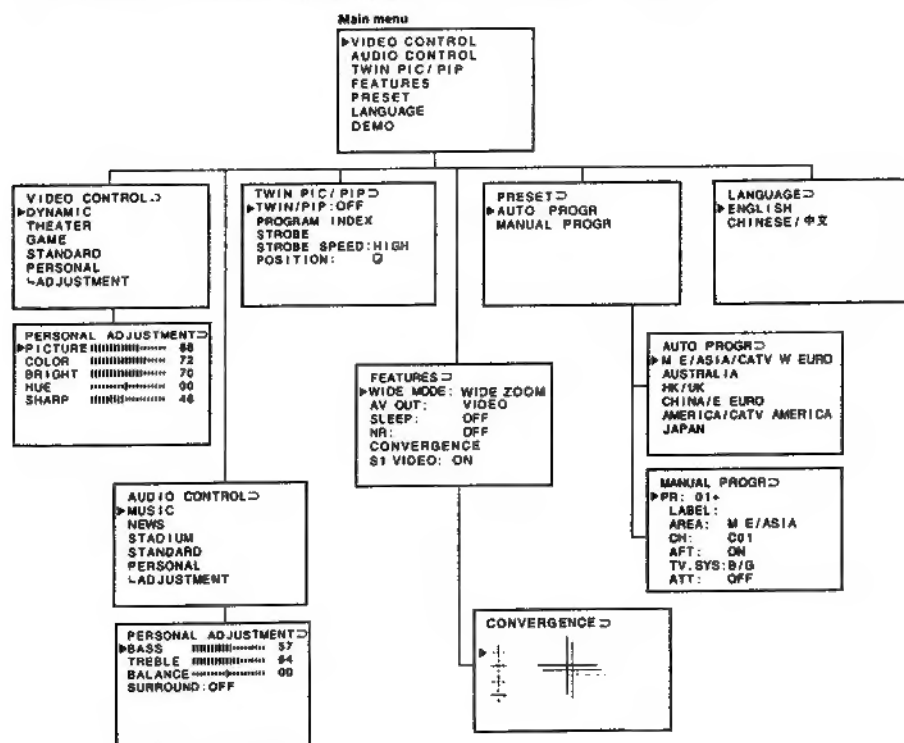 Main menu
▶VIDEO CONTROL
AUDIO CONTROL
TWIN PIC/PIP
FEATURES
PRESET
LANGUAGE
DEMO
VIDEO CONTROL⊃
▶DYNAMIC
THEATER
GAME
STANDARD
PERSONAL
↳ADJUSTMENT
PERSONAL ADJUSTMENT⊃
▶PICTURE
COLOR 72
BRIGHT 70
HUE 00
SHARP 46
AUDIO CONTROL⊃
▶MUSIC
NEWS
STADIUM
STANDARD
PERSONAL
↳ADJUSTMENT
PERSONAL ADJUSTMENT⊃
▶BASS 57
TREBLE 64
BALANCE 00
SURROUND:OFF
TWIN PIC/PIP⊃
▶TWIN/PIP:OFF
PROGRAM INDEX
STROBE
STROBE SPEED:HIGH
POSITION:
FEATURES⊃
▶WIDE MODE: WIDE ZOOM
AV OUT: VIDEO
SLEEP: OFF
NR: OFF
CONVERGENCE
S1 VIDEO: ON
CONVERGENCE⊃
PRESET⊃
▶AUTO PROGR
MANUAL PROGR
AUTO PROGR⊃
▶M E/ASIA/CATV W EURO
AUSTRALIA
HK/UK
CHINA/E EURO
AMERICA/CATV AMERICA
JAPAN
MANUAL PROGR⊃
▶PR: 01
LABEL:
AREA: M E/ASIA
CH: C01
AFT: ON
TV.SYS:B/G
ATT: OFF
LANGUAGE⊃
▶ENGLISH
CHINESE/中文